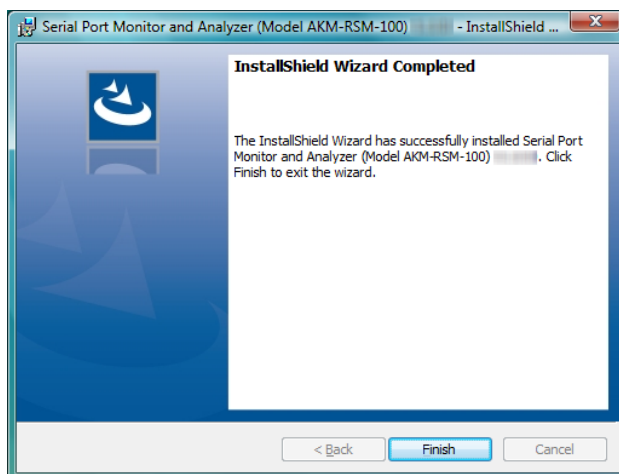 Serial Port Monitor and Analyzer (Model AKM-RSM-100) - InstallShield ...
InstallShield Wizard Completed
The InstallShield Wizard has successfully installed Serial Port
Monitor and Analyzer (Model AKM-RSM-100) . Click
Finish to exit the wizard.
< Back
Finish
Cancel